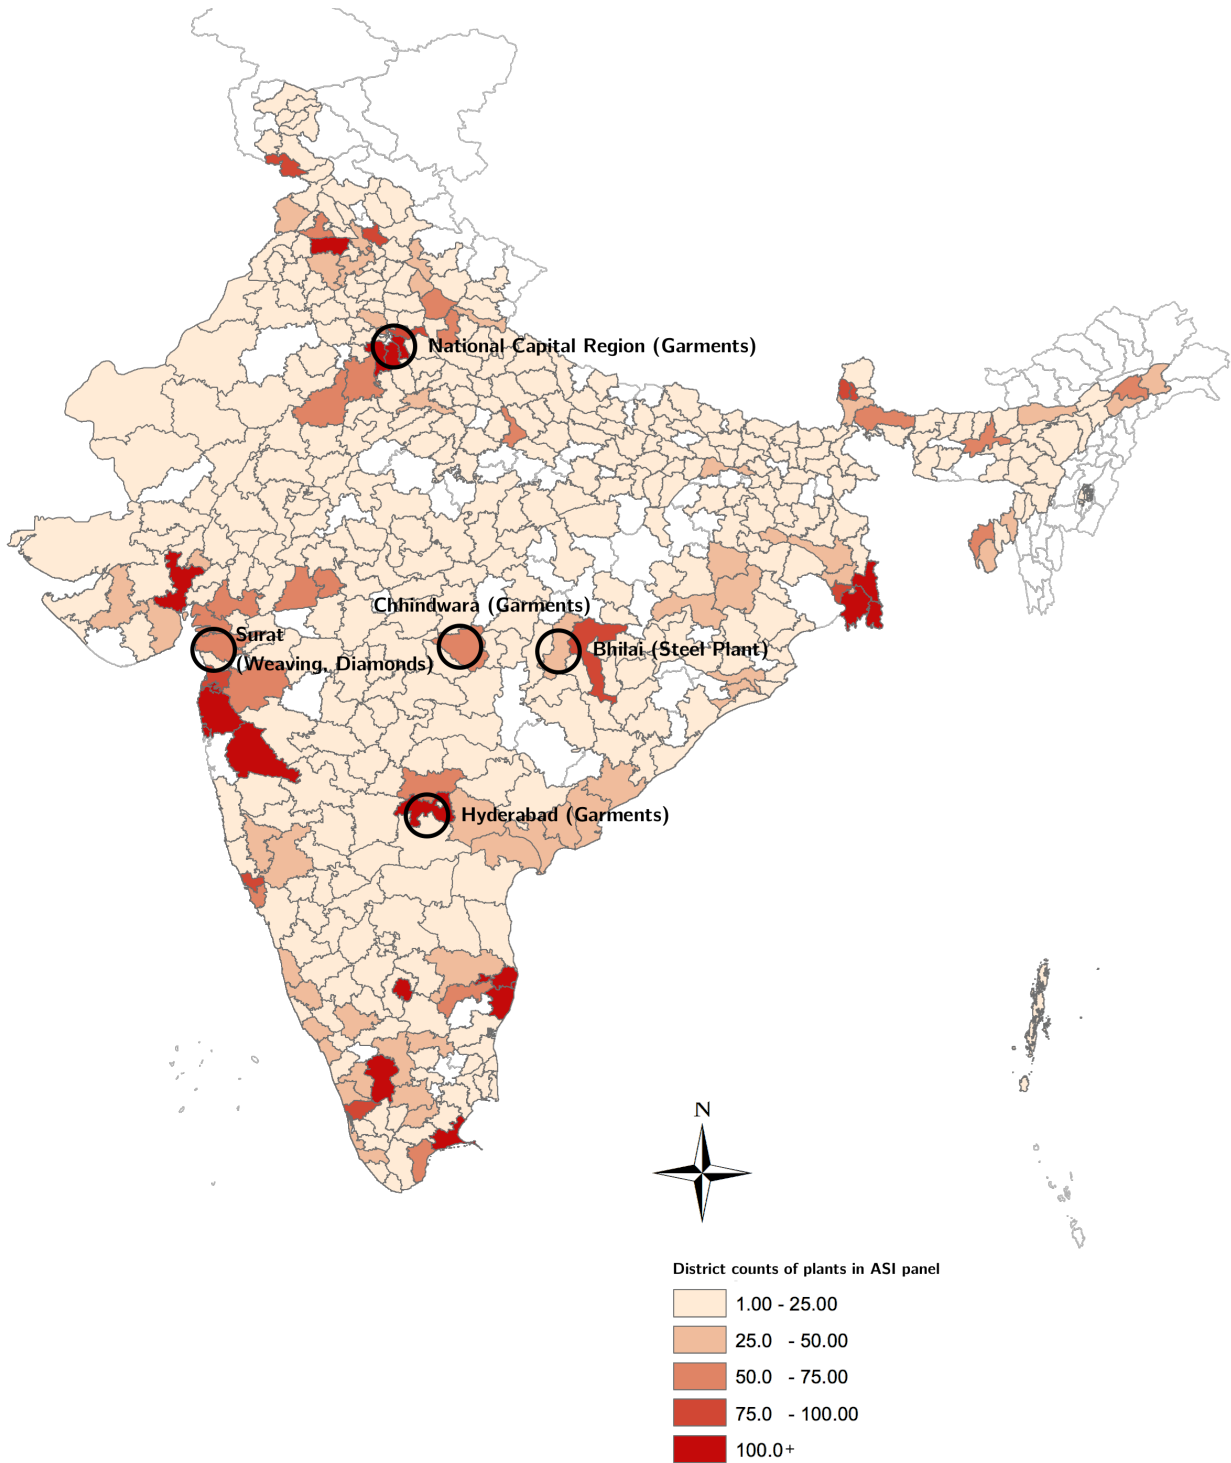 National Capital Region (Garments)
Chhindwara (Garments)
Surat
(Weaving, Diamonds)
Bhilai (Steel Plant)
Hyderabad (Garments)
N
District counts of plants in ASI panel
1.00 - 25.00
25.0 - 50.00
50.0 - 75.00
75.0 - 100.00
100.0+